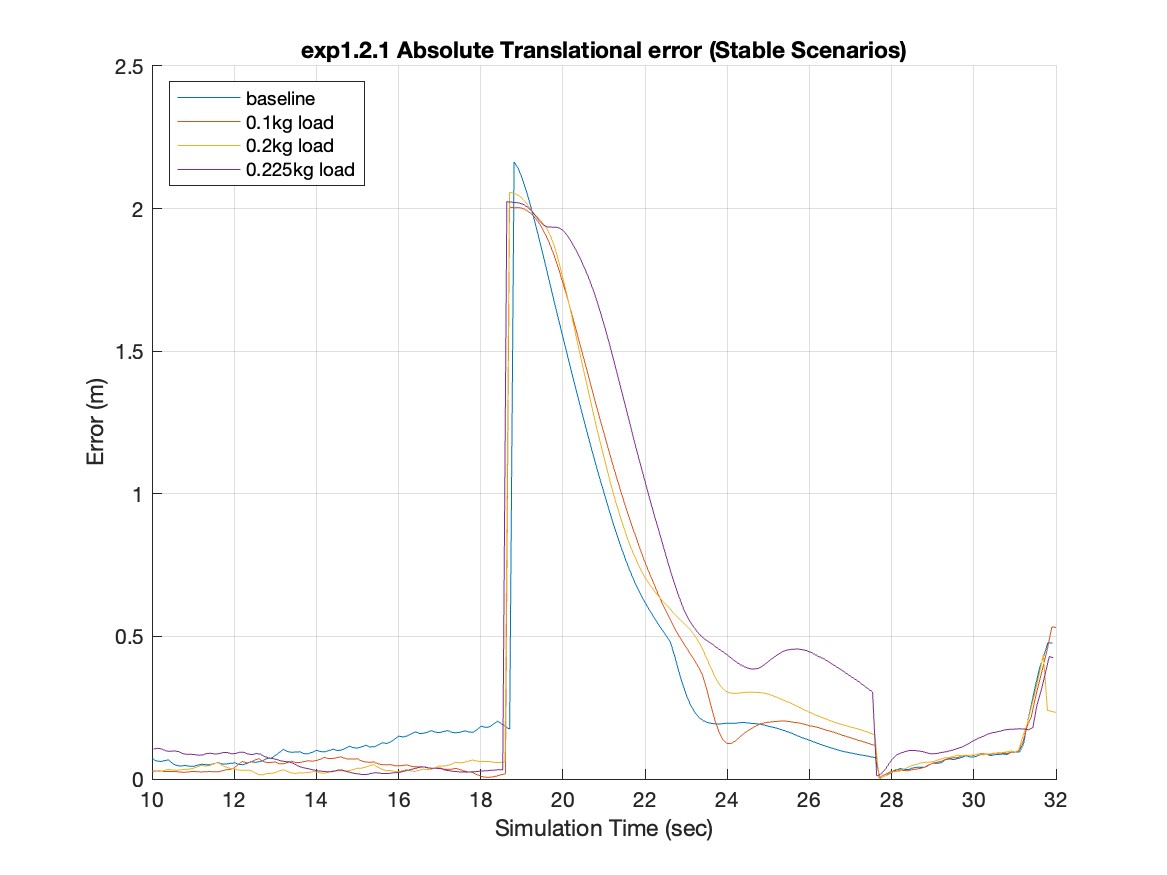 exp1.2.1 Absolute Translational error (Stable Scenarios)
2.5
baseline
0.1kg load
0.2kg load
0.225kg load
2
1.5
Error (m)
1
0.5
0
10 12 14 16 18 20 22 24 26 28 30 32
Simulation Time (sec)